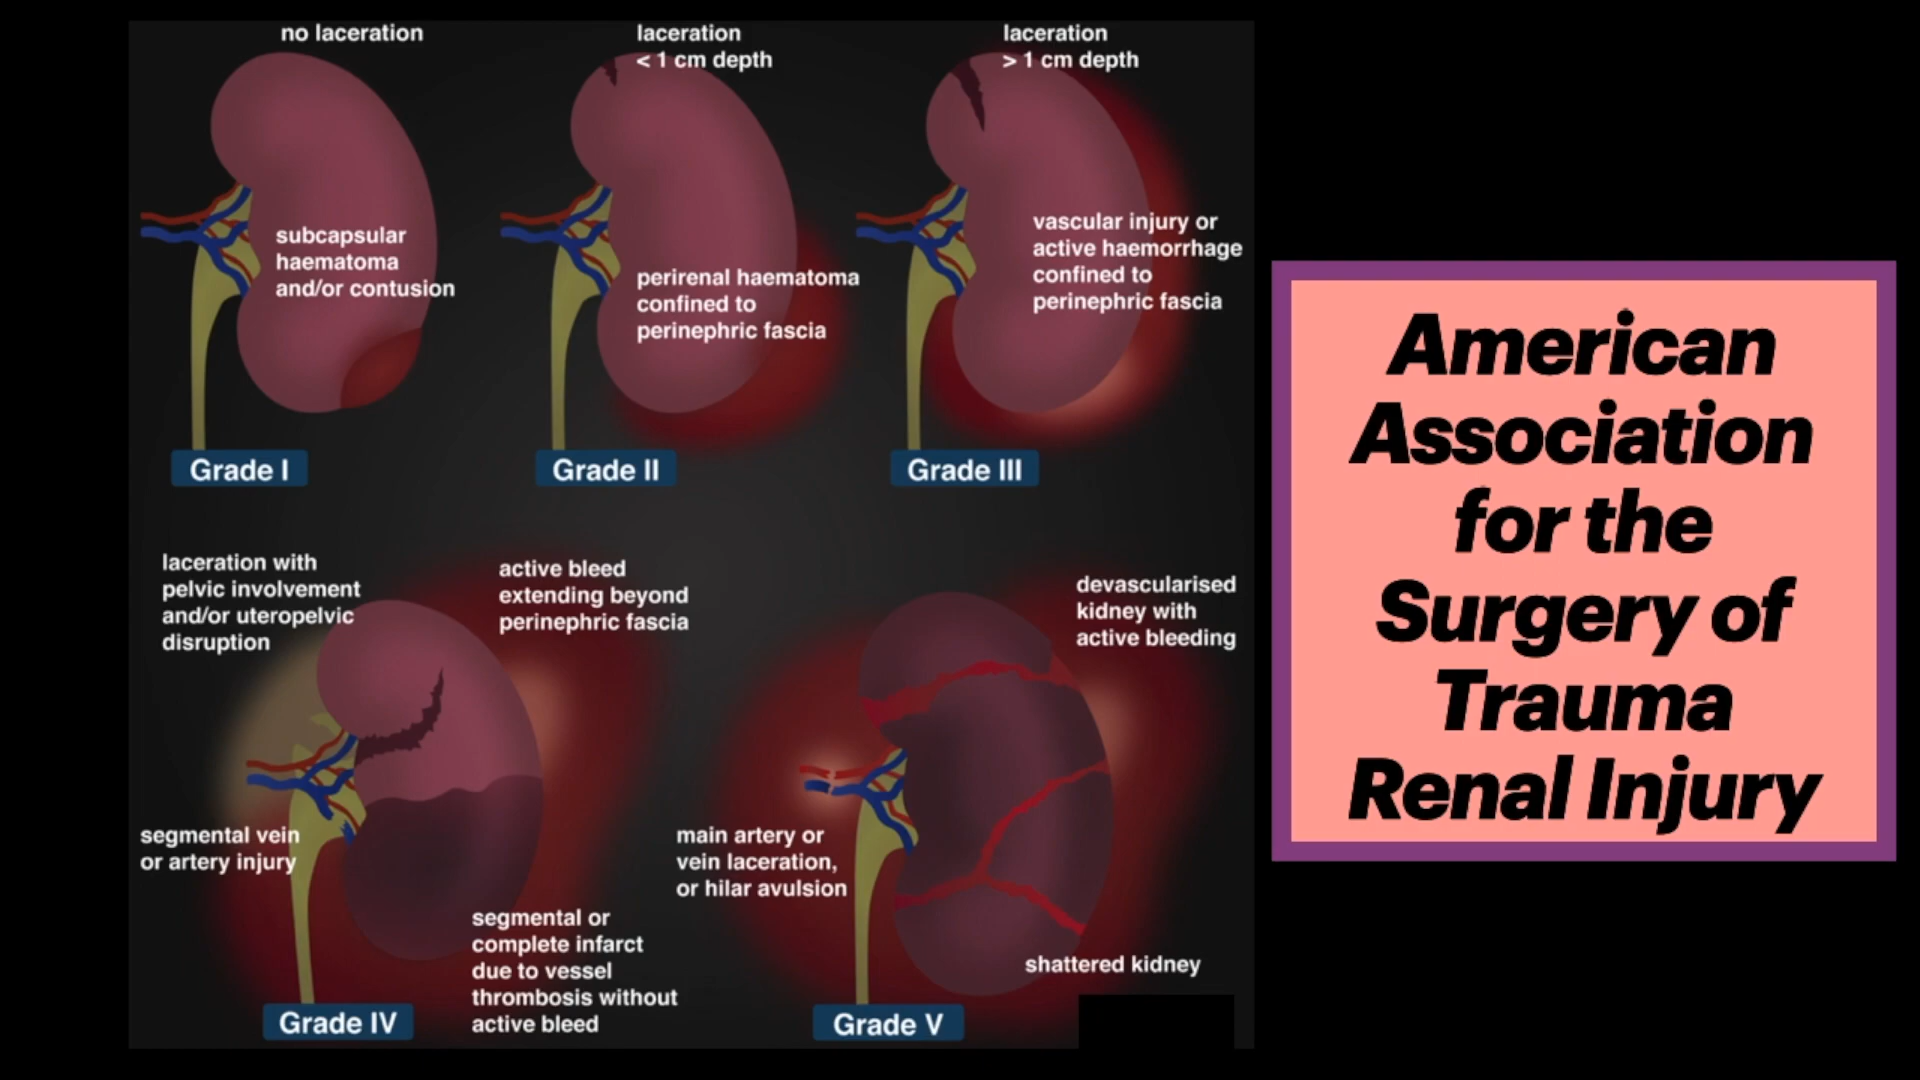 no laceration
subcapsular
haematoma
and/or contusion
Grade I
laceration
< 1 cm depth
perirenal haematoma
confined to
perinephric fascia
Grade II
laceration
> 1 cm depth
vascular injury or
active haemorrhage
confined to
perinephric fascia
Grade III
laceration with
pelvic involvement
and/or uteropelvic
disruption
active bleed
extending beyond
perinephric fascia
segmental vein
or artery injury
segmental or
complete infarct
due to vessel
thrombosis without
active bleed
Grade IV
devascularised
kidney with
active bleeding
main artery or
vein laceration,
or hilar avulsion
shattered kidney
Grade V
American
Association
for the
Surgery of
Trauma
Renal Injury